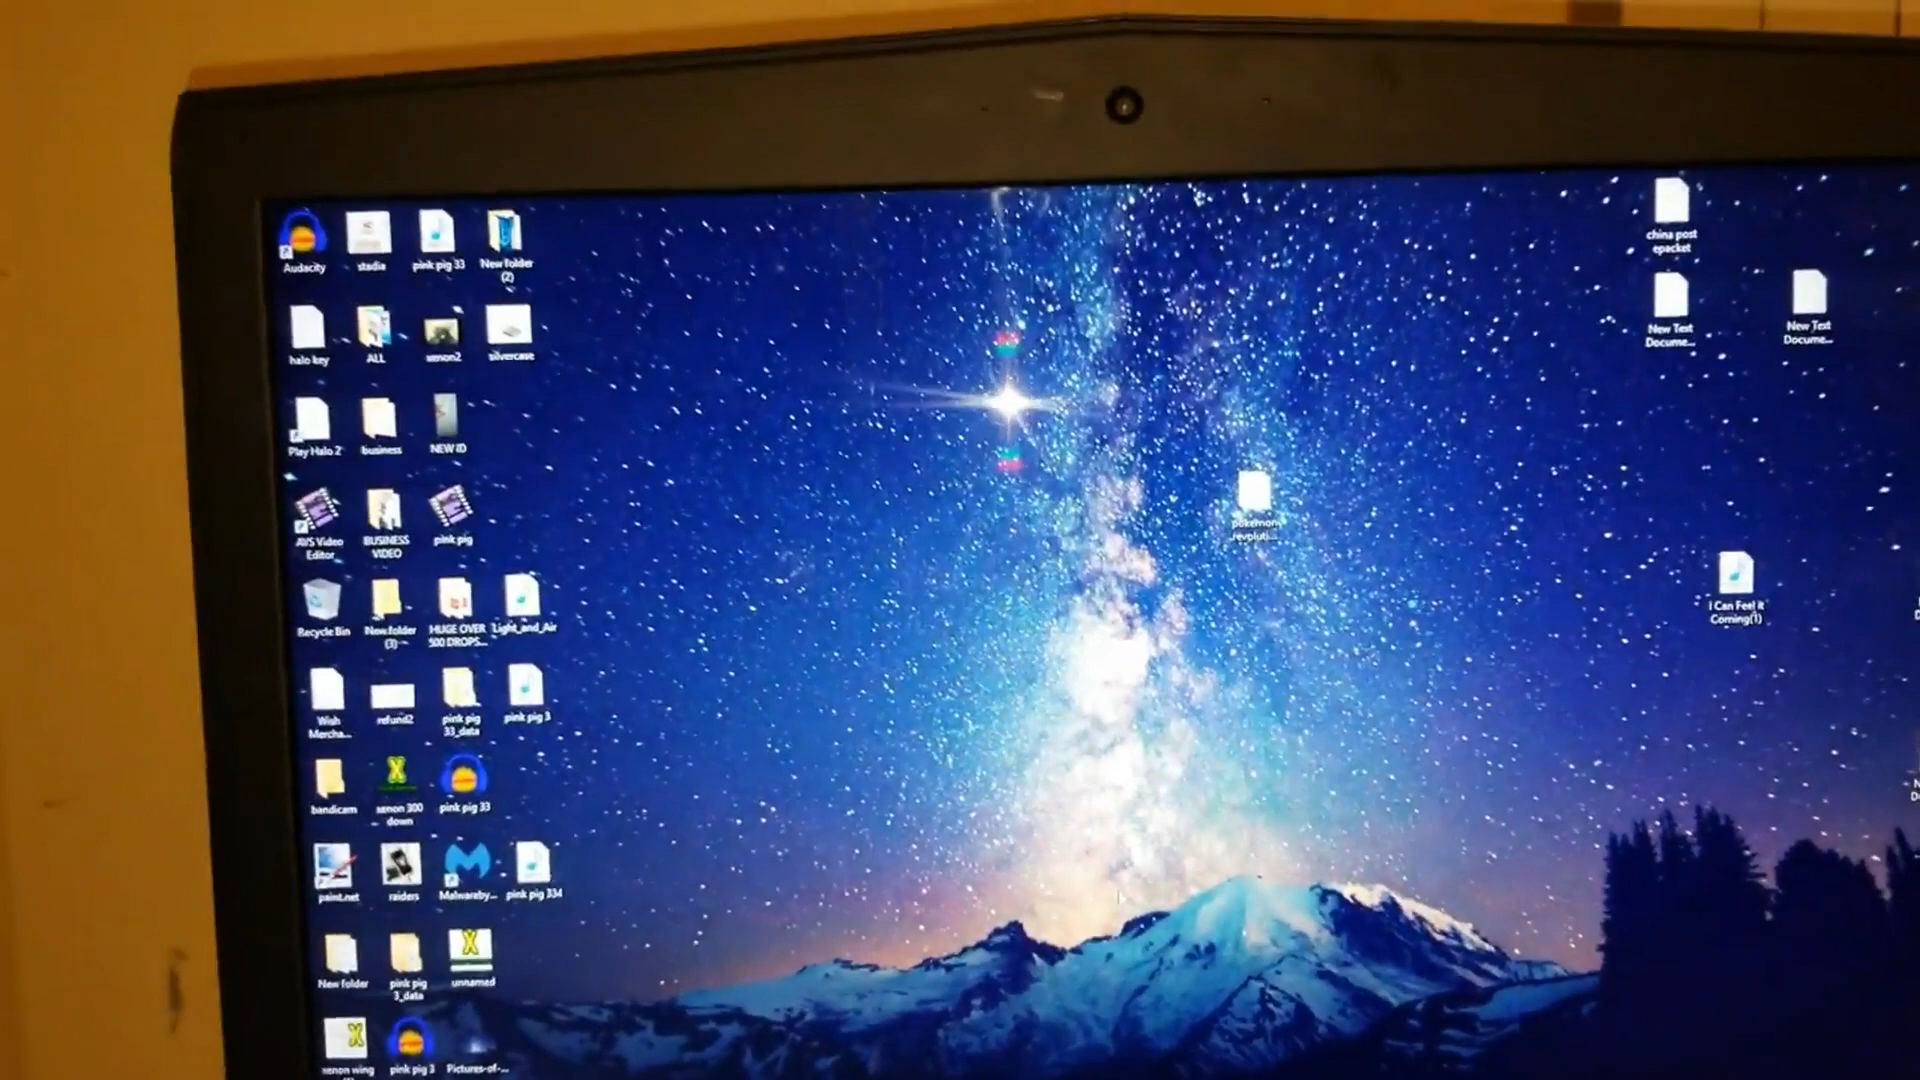 Audacity
stadia
pink pig 33
New folder
(2)
china post
epacket
halo key
ALL
xenon2
silvercase
New Text
Docume...
New Text
Docume...
Play Halo 2
business
NEW ID
AVS Video
Editor
BUSINESS
VIDEO
pink pig
pokemon
revoluti...
Recycle Bin
New folder
(3)
HUGE OVER
500 DROPS...
Light_and_Air
I Can Feel it
Coming(1)
Wish
Mercha...
refund2
pink pig
33_data
pink pig 3
bandicam
xenon 300
down
pink pig 33
paint.net
raiders
Malwareby...
pink pig 334
New folder
pink pig
3_data
unnamed
xenon wing
pink pig 3
Pictures-of-...